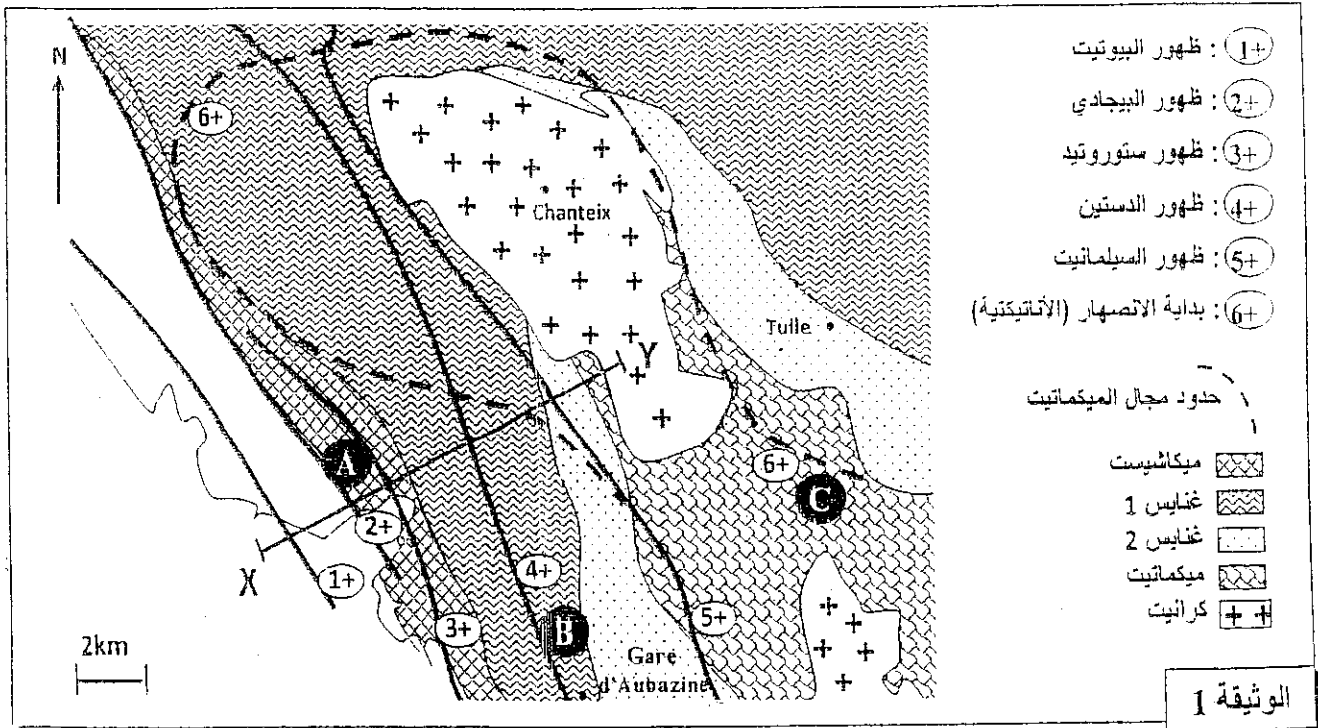 N
6+
Chanteix
Tulle
Y
A
2+
6+
C
X
1+
4+
3+
B
5+
Gare
d'Aubazine
2km
1+ : ظهور البيوتيت
2+ : ظهور البيجادي
3+ : ظهور ستوروتيد
4+ : ظهور الدستين
5+ : ظهور السيلمانيت
6+ : بداية الانصهار (الأناتيكتية)
حدود مجال الميكماتيت
ميكاشيست
غنايس 1
غنايس 2
ميكماتيت
كرانيت
الوثيقة 1